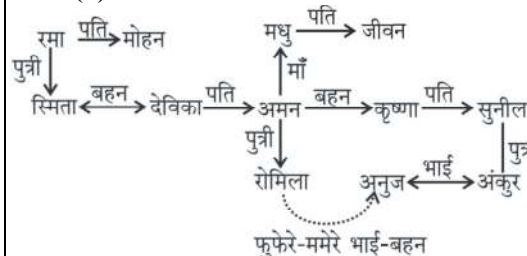 पति मधु पति जीवन
रमा मोहन
पुत्री माँ
स्मिता बहन देविका पति अमन बहन कृष्णा पति सुनील
पुत्री पुत्र
रोमिला अनुज भाई अंकुर
फुफेरे-ममेरे भाई-बहन